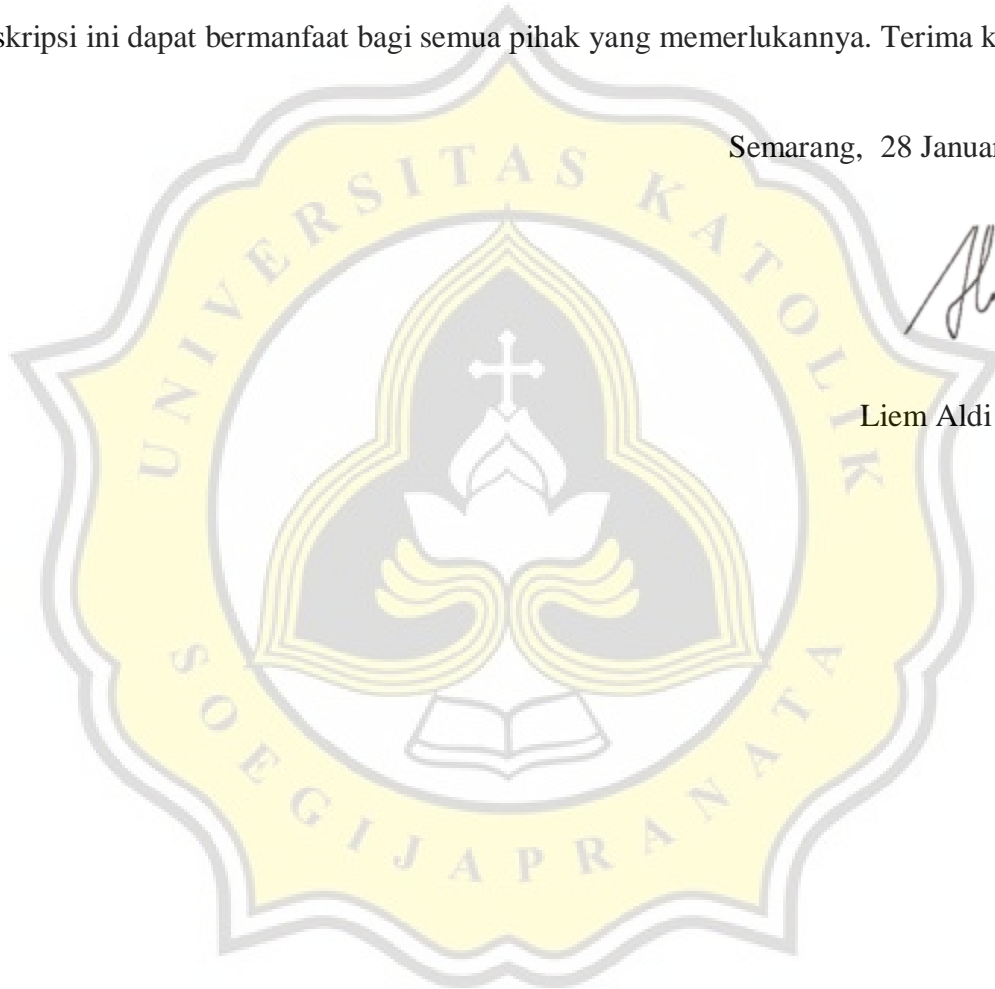 skripsi ini dapat bermanfaat bagi semua pihak yang memerlukannya. Terima k
Semarang, 28 Januar
Liem Aldi
UNIVERSITAS KATOLIK
SOEGIJAPRANATA